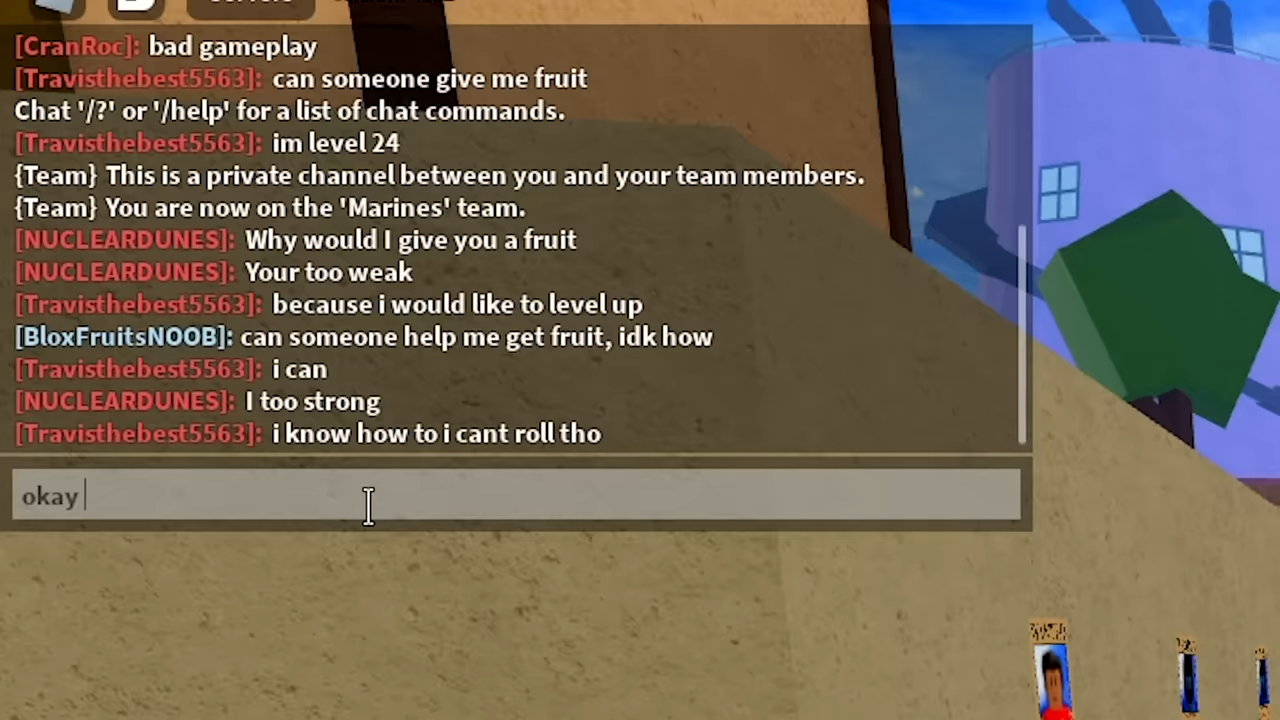 [CranRoc]: bad gameplay
[Travisthebest5563]: can someone give me fruit
Chat '/?' or '/help' for a list of chat commands.
[Travisthebest5563]: im level 24
{Team} This is a private channel between you and your team members.
{Team} You are now on the 'Marines' team.
[NUCLEARDUNES]: Why would I give you a fruit
[NUCLEARDUNES]: Your too weak
[Travisthebest5563]: because i would like to level up
[BloxFruitsNOOB]: can someone help me get fruit, idk how
[Travisthebest5563]: i can
[NUCLEARDUNES]: I too strong
[Travisthebest5563]: i know how to i cant roll tho
okay